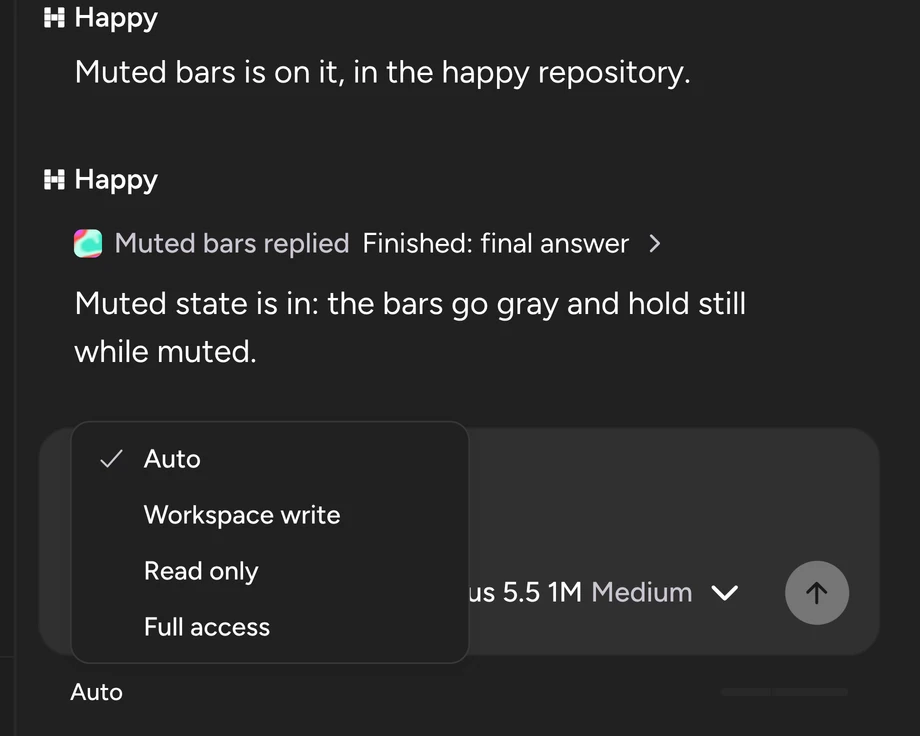 Happy
Muted bars is on it, in the happy repository.
Happy
Muted bars replied Finished: final answer
Muted state is in: the bars go gray and hold still
while muted.
Auto
Workspace write
Read only
Full access
5.5 1M Medium
Auto